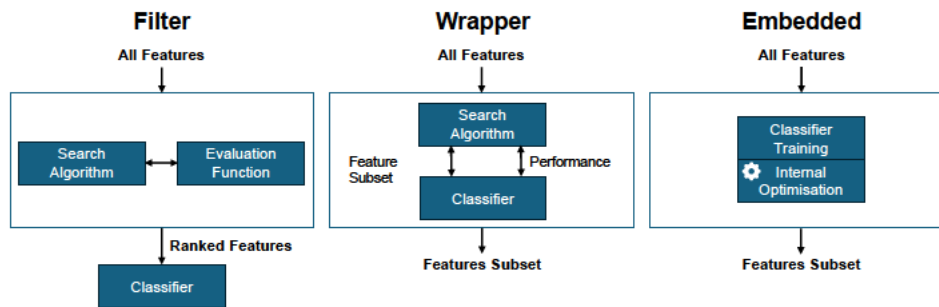 Filter
All Features
Search
Algorithm
Evaluation
Function
Ranked Features
Classifier
Wrapper
All Features
Search
Algorithm
Feature
Subset
Performance
Classifier
Features Subset
Embedded
All Features
Classifier
Training
Internal
Optimisation
Features Subset